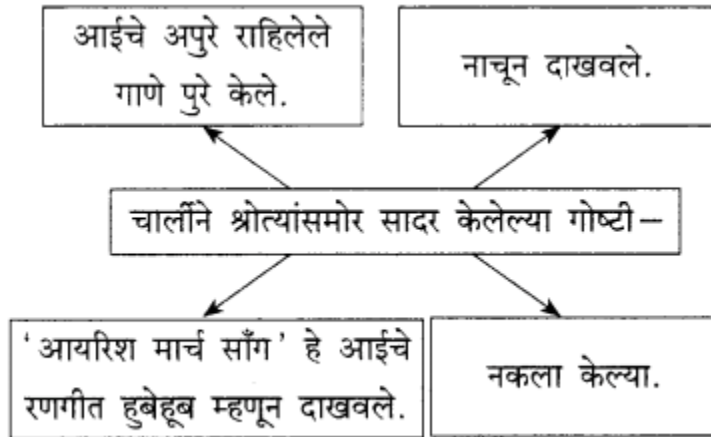 आईचे अपुरे राहिलेले
गाणे पुरे केले.
नाचून दाखवले.
चार्लीने श्रोत्यांसमोर सादर केलेल्या गोष्टी–
‘आयरिश मार्च साँग’ हे आईचे
रणगीत हुबेहूब म्हणून दाखवले.
नकला केल्या.